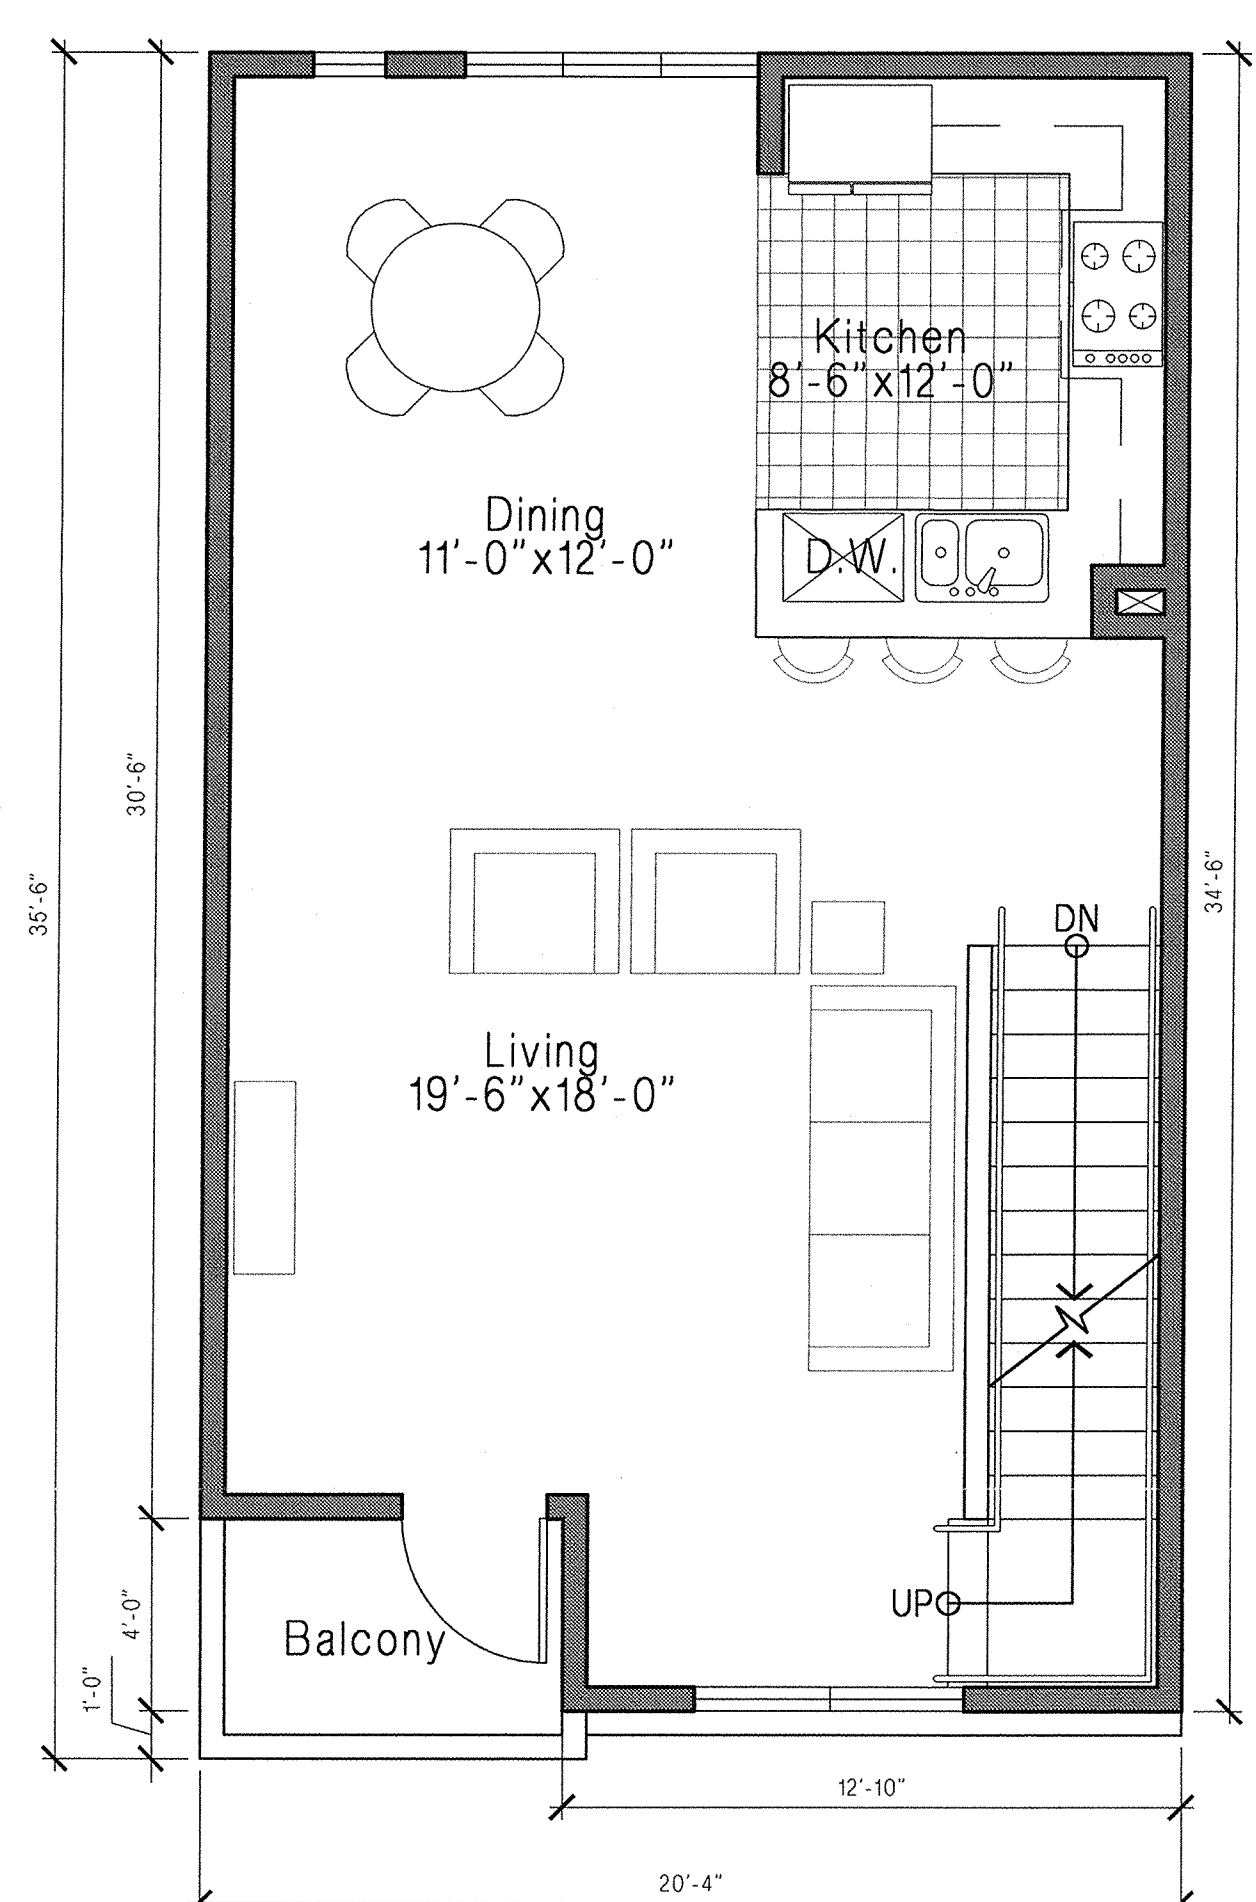 Kitchen
8'-6"x12'-0"
Dining
11'-0"x12'-0"
D.W.
30'-6"
35'-6"
34'-6"
DN
Living
19'-6"x18'-0"
UP
4'-0"
Balcony
1'-0"
12'-10"
20'-4"